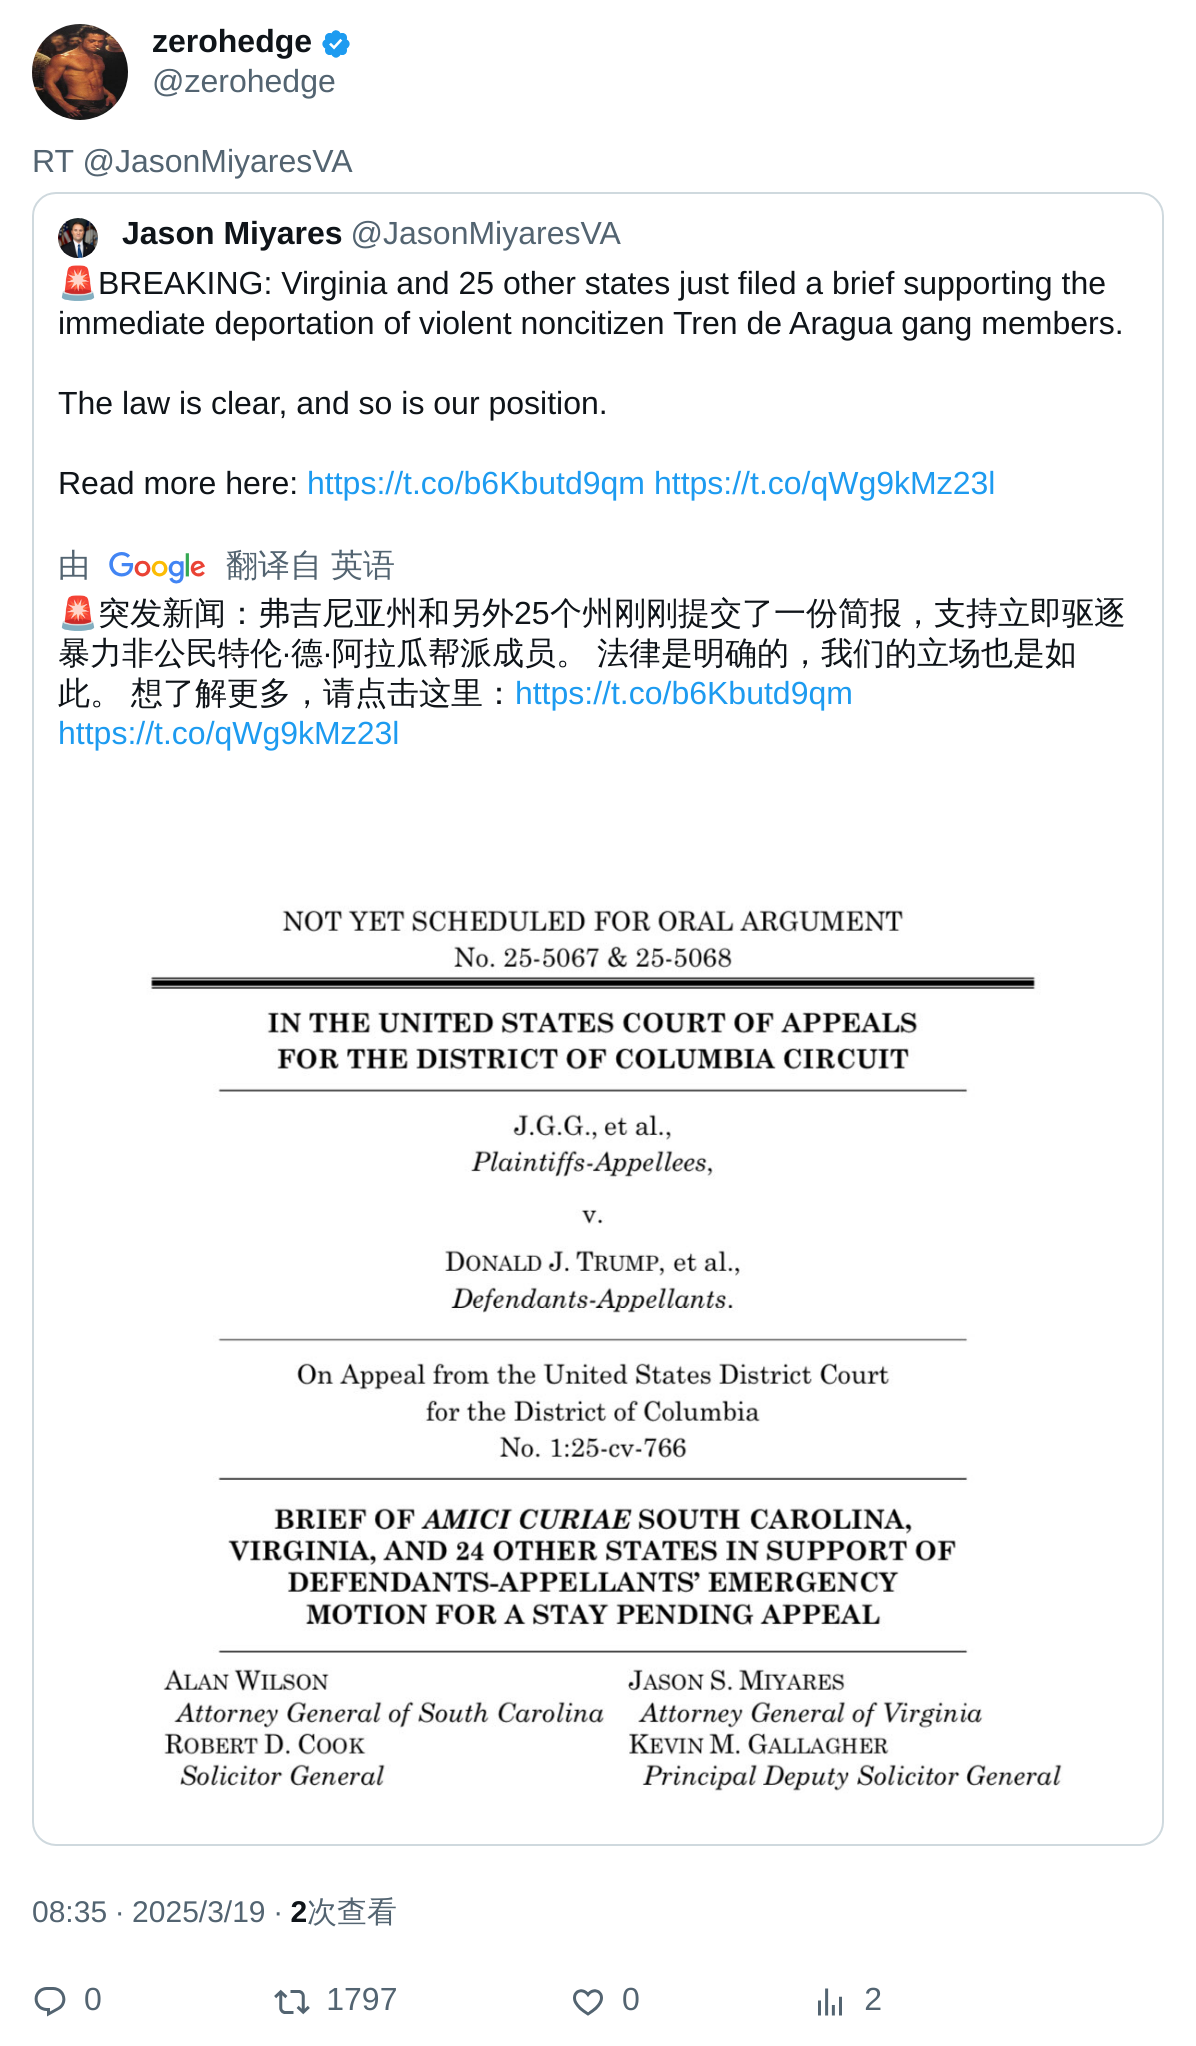 zerohedge
@zerohedge
RT @JasonMiyaresVA
Jason Miyares @JasonMiyaresVA
🚨BREAKING: Virginia and 25 other states just filed a brief supporting the
immediate deportation of violent noncitizen Tren de Aragua gang members.
The law is clear, and so is our position.
Read more here: https://t.co/b6Kbutd9qm https://t.co/qWg9kMz23l
由 Google 翻译自 英语
🚨突发新闻：弗吉尼亚州和另外25个州刚刚提交了一份简报，支持立即驱逐
暴力非公民特伦·德·阿拉瓜帮派成员。 法律是明确的，我们的立场也是如
此。 想了解更多，请点击这里：https://t.co/b6Kbutd9qm
https://t.co/qWg9kMz23l
NOT YET SCHEDULED FOR ORAL ARGUMENT
No. 25-5067 & 25-5068
IN THE UNITED STATES COURT OF APPEALS
FOR THE DISTRICT OF COLUMBIA CIRCUIT
J.G.G., et al.,
Plaintiffs-Appellees,
v.
DONALD J. TRUMP, et al.,
Defendants-Appellants.
On Appeal from the United States District Court
for the District of Columbia
No. 1:25-cv-766
BRIEF OF AMICI CURIAE SOUTH CAROLINA,
VIRGINIA, AND 24 OTHER STATES IN SUPPORT OF
DEFENDANTS-APPELLANTS’ EMERGENCY
MOTION FOR A STAY PENDING APPEAL
ALAN WILSON
Attorney General of South Carolina
ROBERT D. COOK
Solicitor General
JASON S. MIYARES
Attorney General of Virginia
KEVIN M. GALLAGHER
Principal Deputy Solicitor General
08:35 · 2025/3/19 · 2次查看
0 1797 0 2